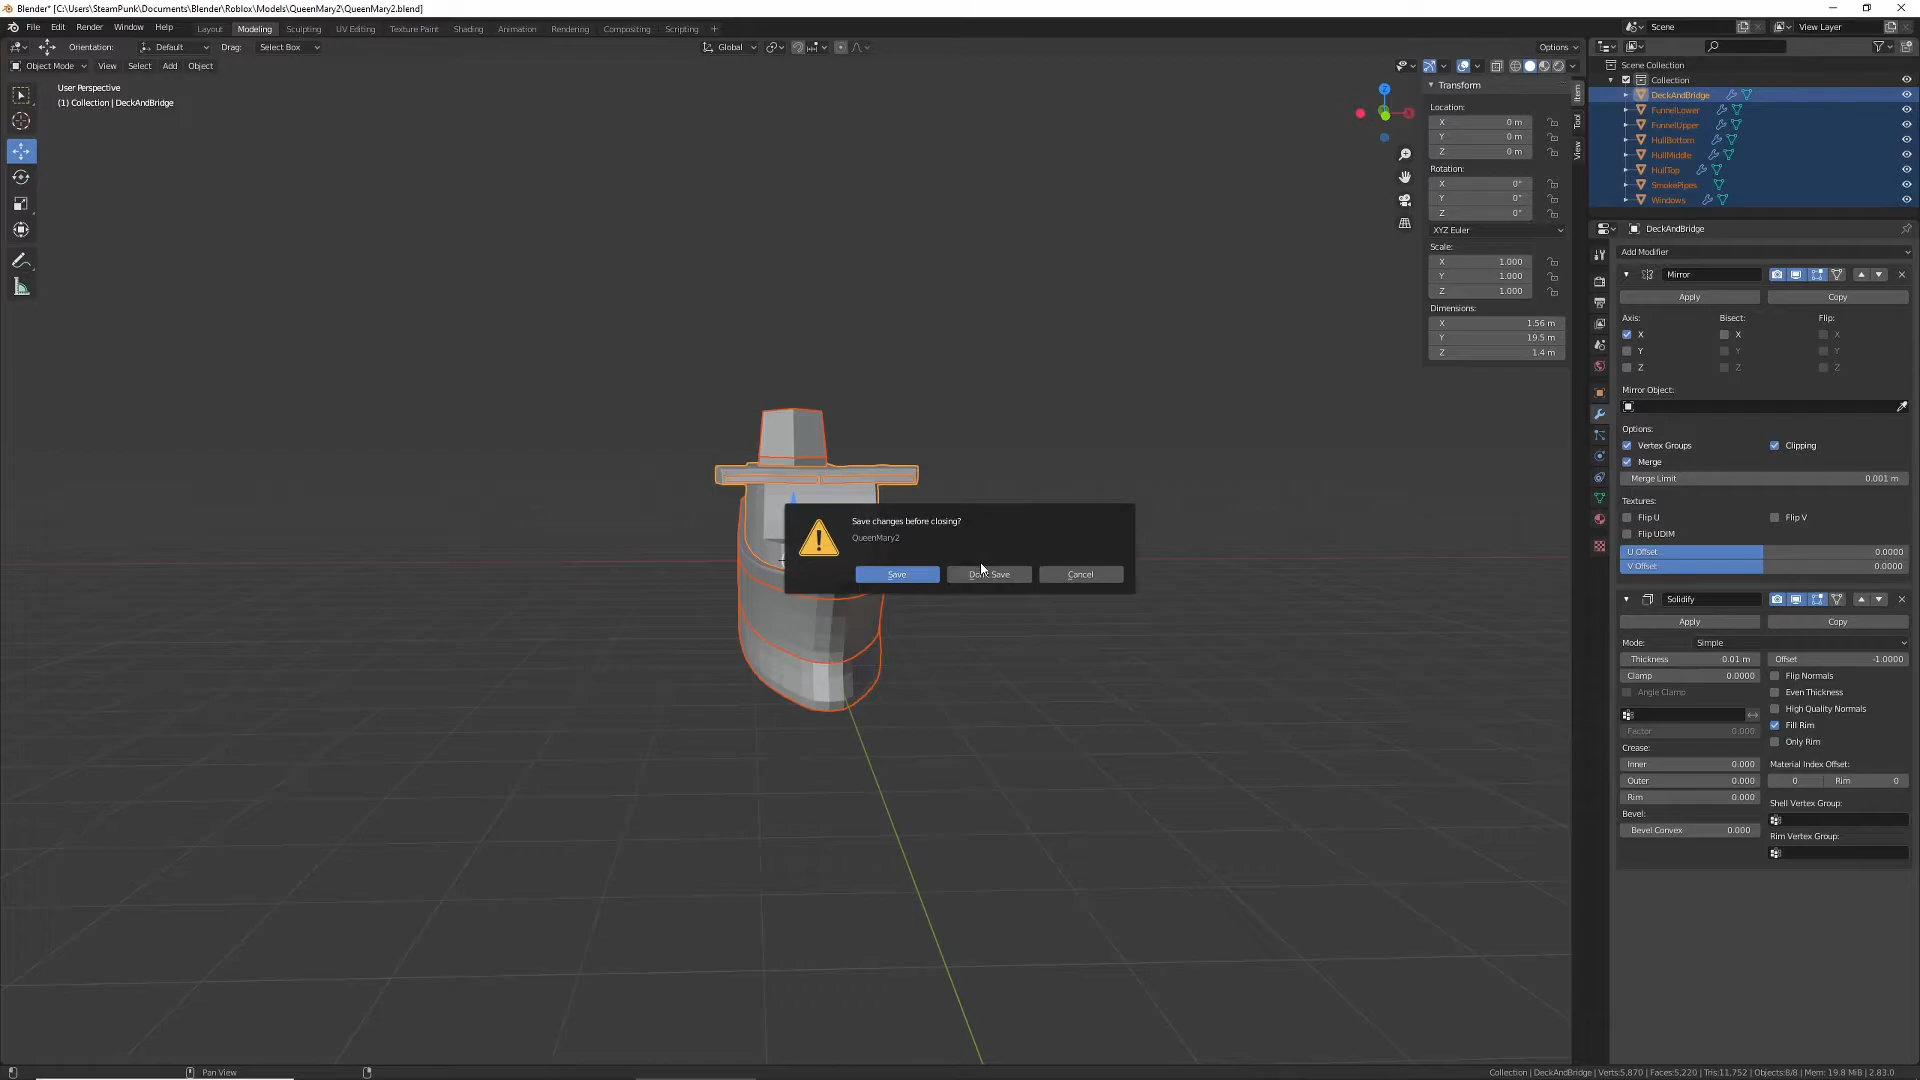 Blender* [C:\Users\SteamPunk\Documents\Blender\Roblox\Models\QueenMary2\QueenMary2.blend]
File Edit Render Window Help
Layout Modeling Sculpting UV Editing Texture Paint Shading Animation Rendering Compositing Scripting +
Scene
View Layer
Orientation: Default Drag: Select Box
Global
Options
Object Mode View Select Add Object
User Perspective
(1) Collection | DeckAndBridge
Z
Transform
Location:
X 0 m
Y 0 m
Z 0 m
Rotation:
X 0°
Y 0°
Z 0°
XYZ Euler
Scale:
X 1.000
Y 1.000
Z 1.000
Dimensions:
X 1.56 m
Y 19.5 m
Z 1.4 m
Item
Tool
View
Scene Collection
Collection
DeckAndBridge
FunnelLower
FunnelUpper
HullBottom
HullMiddle
HullTop
SmokePipes
Windows
DeckAndBridge
Add Modifier
Mirror
Apply Copy
Axis: Bisect: Flip:
X X X
Y Y Y
Z Z Z
Mirror Object:
Options:
Vertex Groups Clipping
Merge
Merge Limit 0.001 m
Textures:
Flip U Flip V
Flip UDIM
U Offset 0.0000
V Offset 0.0000
Solidify
Apply Copy
Mode: Simple
Thickness 0.01 m Offset -1.0000
Clamp 0.0000 Flip Normals
Angle Clamp Even Thickness
High Quality Normals
Fill Rim
Factor 0.000
Only Rim
Crease: Material Index Offset:
Inner 0.000
Outer 0.000 0 Rim 0
Rim 0.000 Shell Vertex Group:
Bevel:
Bevel Convex 0.000 Rim Vertex Group:
Save changes before closing?
QueenMary2
Save Don't Save Cancel
Pan View
Collection | DeckAndBridge | Verts:5,870 | Faces:5,220 | Tris:11,752 | Objects:8/8 | Mem: 19.8 MiB | 2.83.0